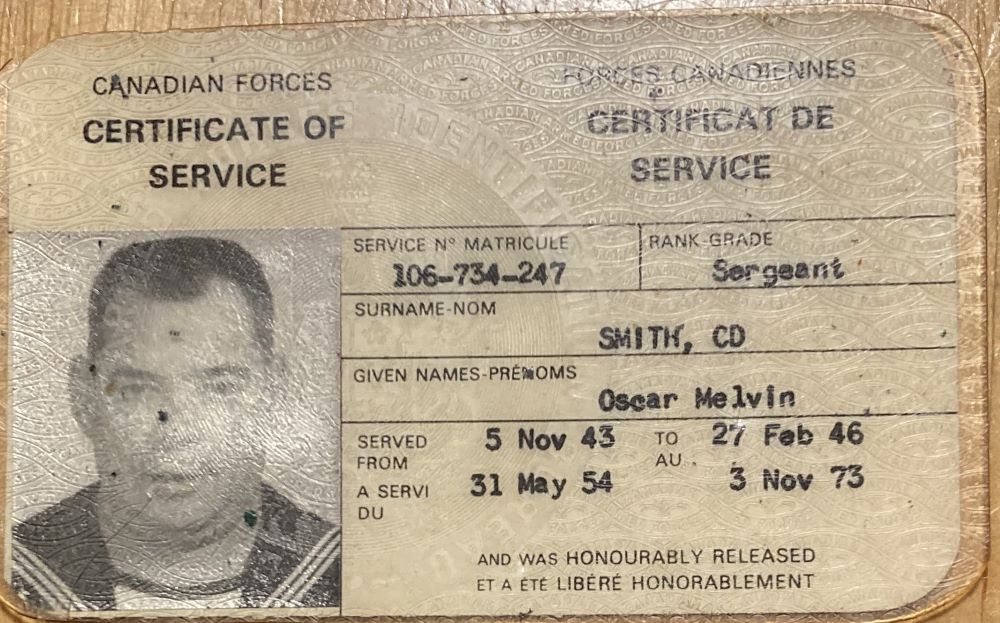 CANADIAN FORCES
CERTIFICATE OF
SERVICE
FORCES CANADIENNES
CERTIFICAT DE
SERVICE
SERVICE Nº MATRICULE
106-734-247
RANK-GRADE
Sergeant
SURNAME-NOM
SMITH, CD
GIVEN NAMES-PRÉNOMS
Oscar Melvin
SERVED FROM
A SERVI DU
5 Nov 43 TO 27 Feb 46
AU
31 May 54 3 Nov 73
AND WAS HONOURABLY RELEASED
ET A ÉTÉ LIBÉRÉ HONORABLEMENT